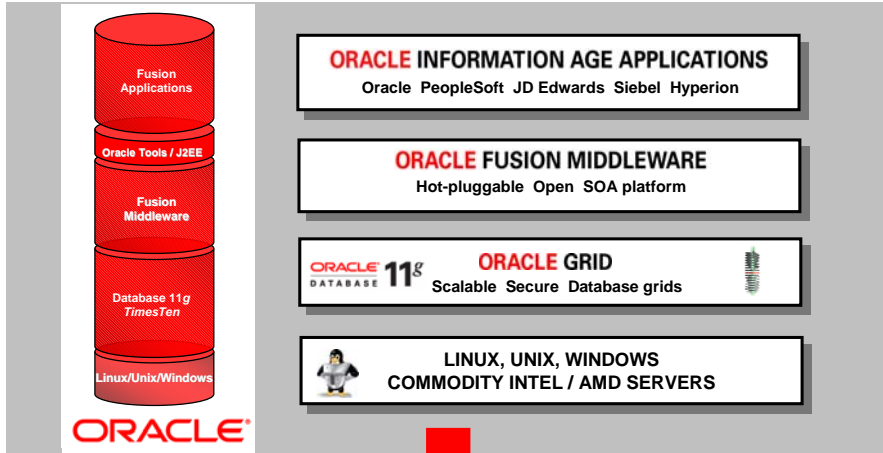 Fusion
Applications
Oracle Tools / J2EE
Fusion
Middleware
Database 11g
TimesTen
Linux/Unix/Windows
ORACLE
ORACLE INFORMATION AGE APPLICATIONS
Oracle PeopleSoft JD Edwards Siebel Hyperion
ORACLE FUSION MIDDLEWARE
Hot-pluggable Open SOA platform
ORACLE DATABASE 11g
ORACLE GRID
Scalable Secure Database grids
LINUX, UNIX, WINDOWS
COMMODITY INTEL / AMD SERVERS